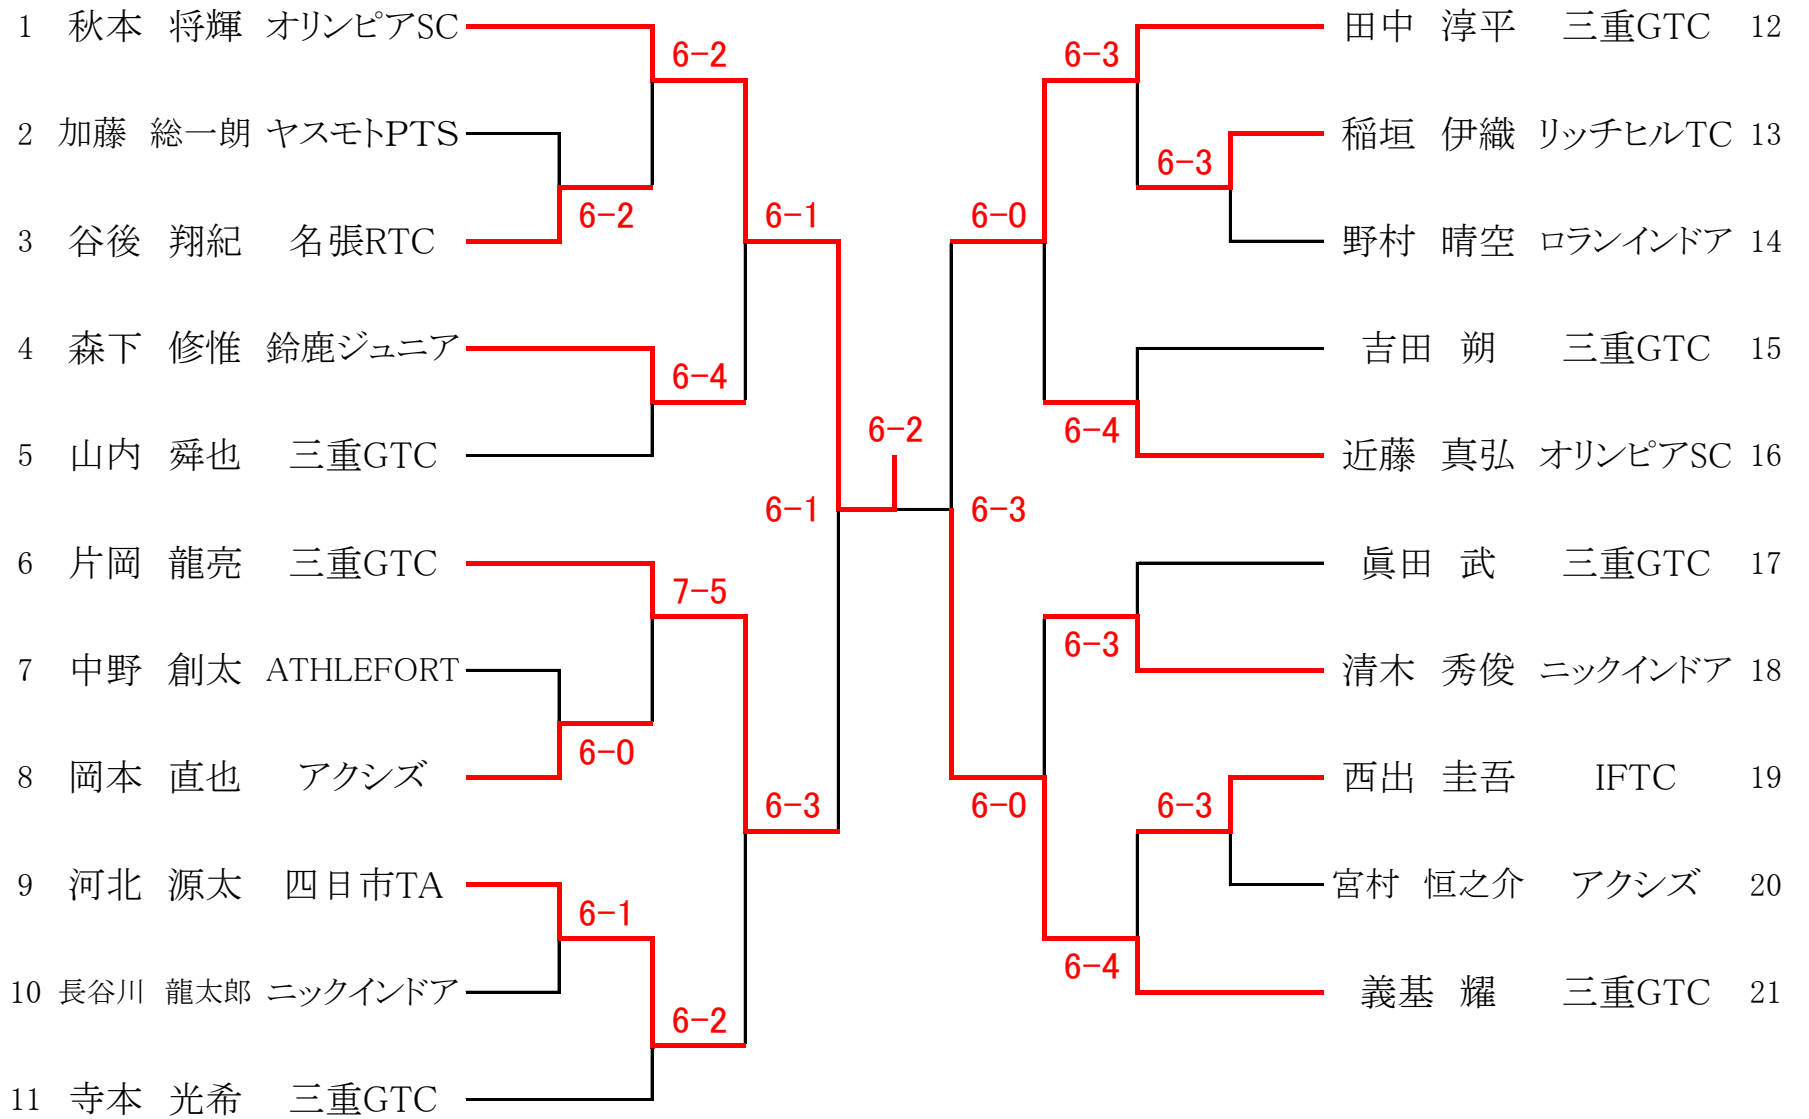 1 秋本 将輝 オリンピアSC
2 加藤 総一朗 ヤスモトPTS
3 谷後 翔紀 名張RTC
4 森下 修惟 鈴鹿ジュニア
5 山内 舜也 三重GTC
6 片岡 龍亮 三重GTC
7 中野 創太 ATHLEFORT
8 岡本 直也 アクシズ
9 河北 源太 四日市TA
10 長谷川 龍太郎 ニックインドア
11 寺本 光希 三重GTC
6-2
6-2
6-1
6-4
6-1
7-5
6-0
6-3
6-1
6-2
6-2
6-3
6-3
6-0
6-4
6-3
6-3
6-0
6-3
6-4
田中 淳平 三重GTC 12
稲垣 伊織 リッチヒルTC 13
野村 晴空 ロランインドア 14
吉田 朔 三重GTC 15
近藤 真弘 オリンピアSC 16
眞田 武 三重GTC 17
清木 秀俊 ニックインドア 18
西出 圭吾 IFTC 19
宮村 恒之介 アクシズ 20
義基 耀 三重GTC 21